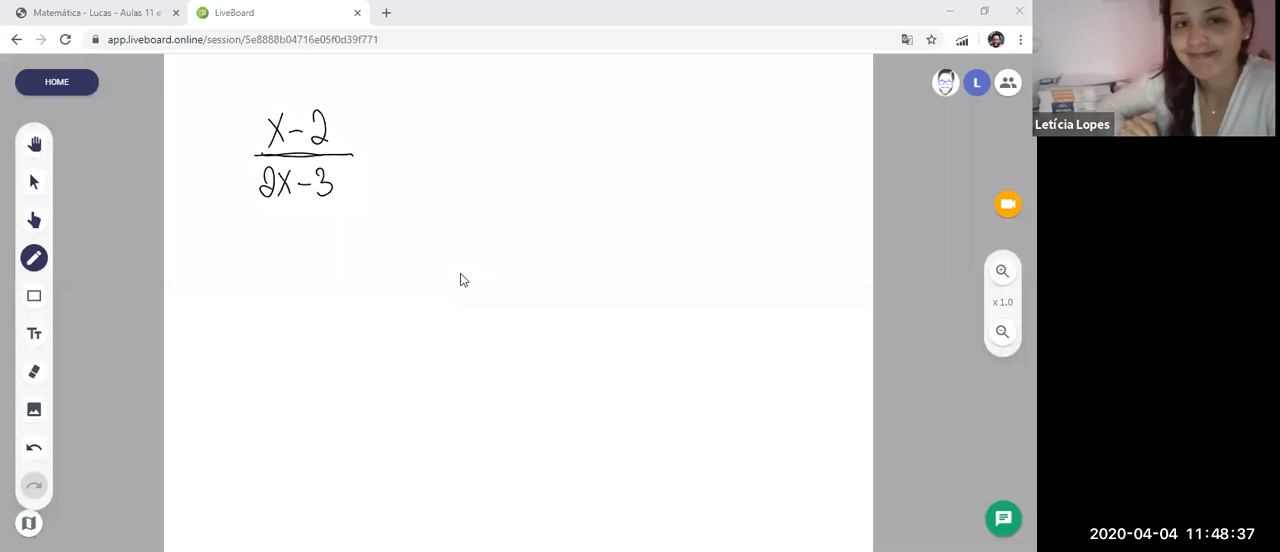 Matemática - Lucas - Aulas 11 e
LiveBoard
app.liveboard.online/session/5e8888b04716e05f0d39f771
HOME
L
Letícia Lopes
x - 2
2x - 3
Tт
x 1.0
2020-04-04 11:48:37